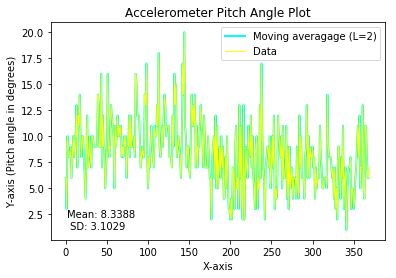 Accelerometer Pitch Angle Plot
Y-axis (Pitch angle in degrees)
20.0
17.5
15.0
12.5
10.0
7.5
5.0
2.5
Moving averagage (L=2)
Data
Mean: 8.3388
SD: 3.1029
0 50 100 150 200 250 300 350
X-axis